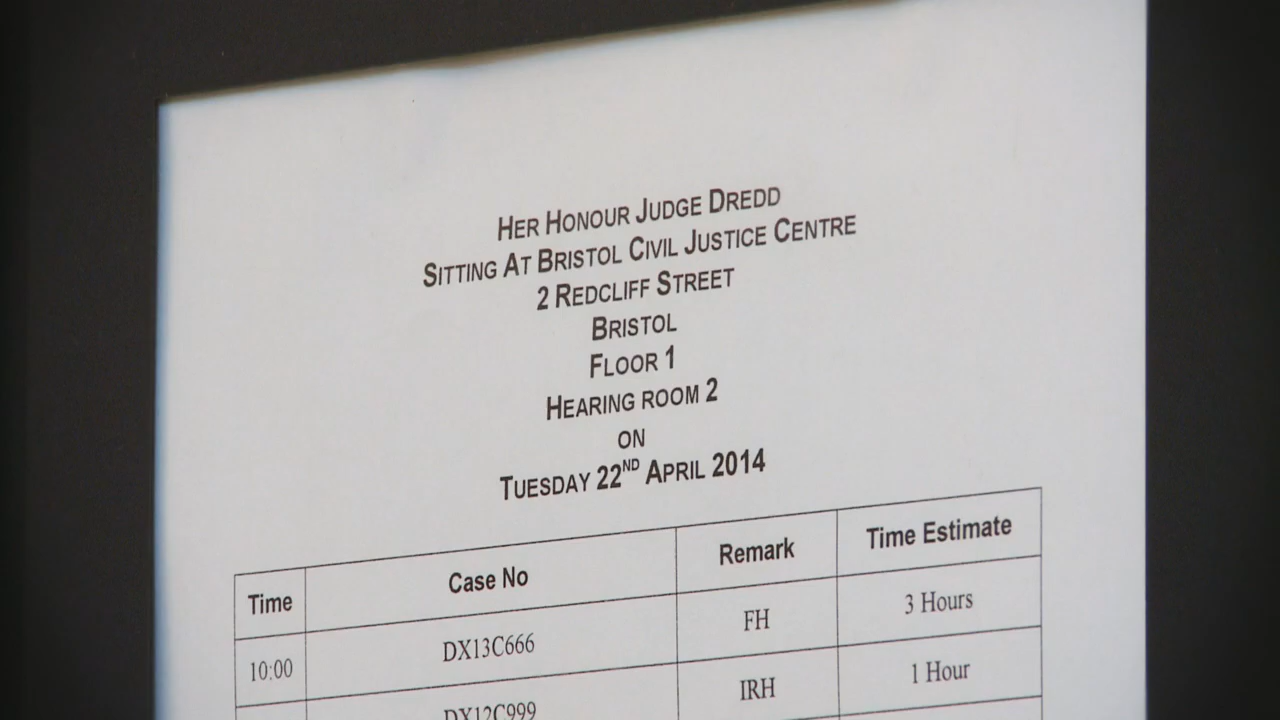 HER HONOUR JUDGE DREDD
SITTING AT BRISTOL CIVIL JUSTICE CENTRE
2 REDCLIFF STREET
BRISTOL
FLOOR 1
HEARING ROOM 2
ON
TUESDAY 22ND APRIL 2014
Time Case No Remark Time Estimate
10:00 DX13C666 FH 3 Hours
DX12C999 IRH 1 Hour